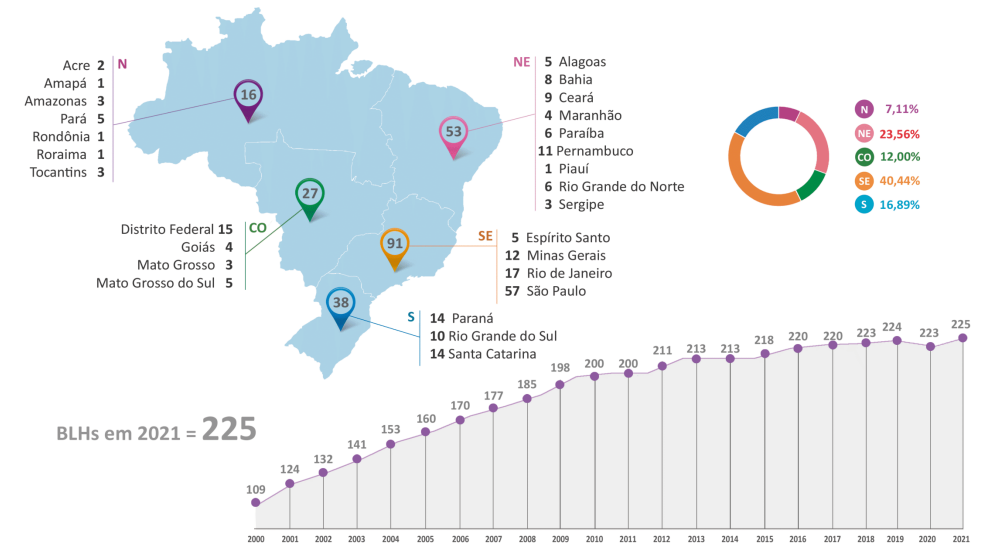 N
Acre 2
Amapá 1
Amazonas 3
Pará 5
Rondônia 1
Roraima 1
Tocantins 3
16
NE
5 Alagoas
8 Bahia
9 Ceará
4 Maranhão
6 Paraíba
11 Pernambuco
1 Piauí
6 Rio Grande do Norte
3 Sergipe
53
N 7,11%
NE 23,56%
CO 12,00%
SE 40,44%
S 16,89%
27
CO
Distrito Federal 15
Goiás 4
Mato Grosso 3
Mato Grosso do Sul 5
91
SE
5 Espírito Santo
12 Minas Gerais
17 Rio de Janeiro
57 São Paulo
38
S
14 Paraná
10 Rio Grande do Sul
14 Santa Catarina
BLHs em 2021 = 225
109 124 132 141 153 160 170 177 185 198 200 200 211 213 213 218 220 220 223 224 223 225
2000 2001 2002 2003 2004 2005 2006 2007 2008 2009 2010 2011 2012 2013 2014 2015 2016 2017 2018 2019 2020 2021